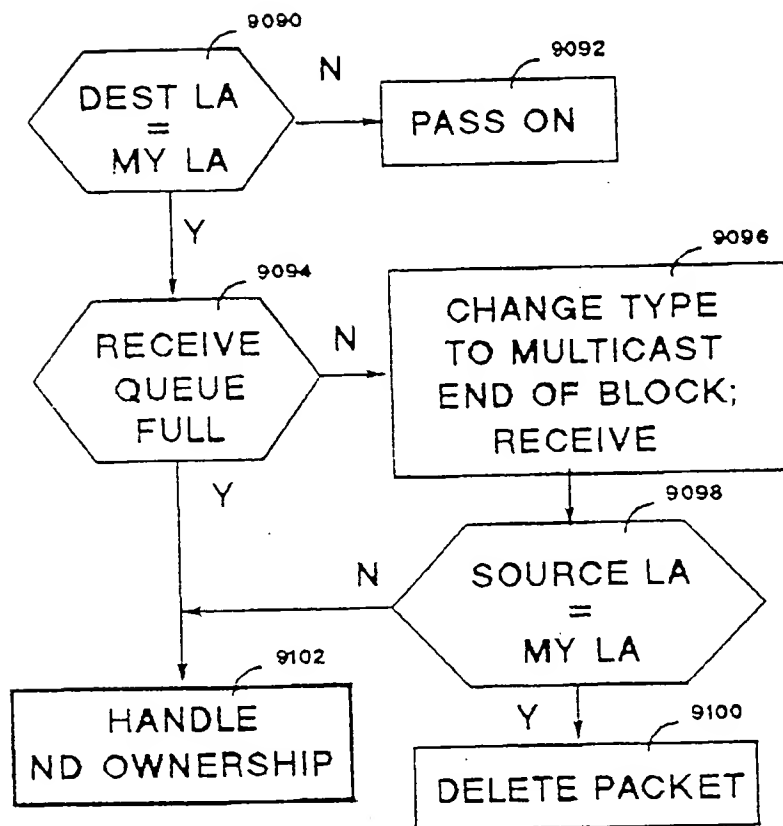 9090
DEST LA
=
MY LA
N
9092
PASS ON
Y
9094
RECEIVE
QUEUE
FULL
N
9096
CHANGE TYPE
TO MULTICAST
END OF BLOCK;
RECEIVE
Y
9098
SOURCE LA
=
MY LA
N
9102
HANDLE
ND OWNERSHIP
Y
9100
DELETE PACKET